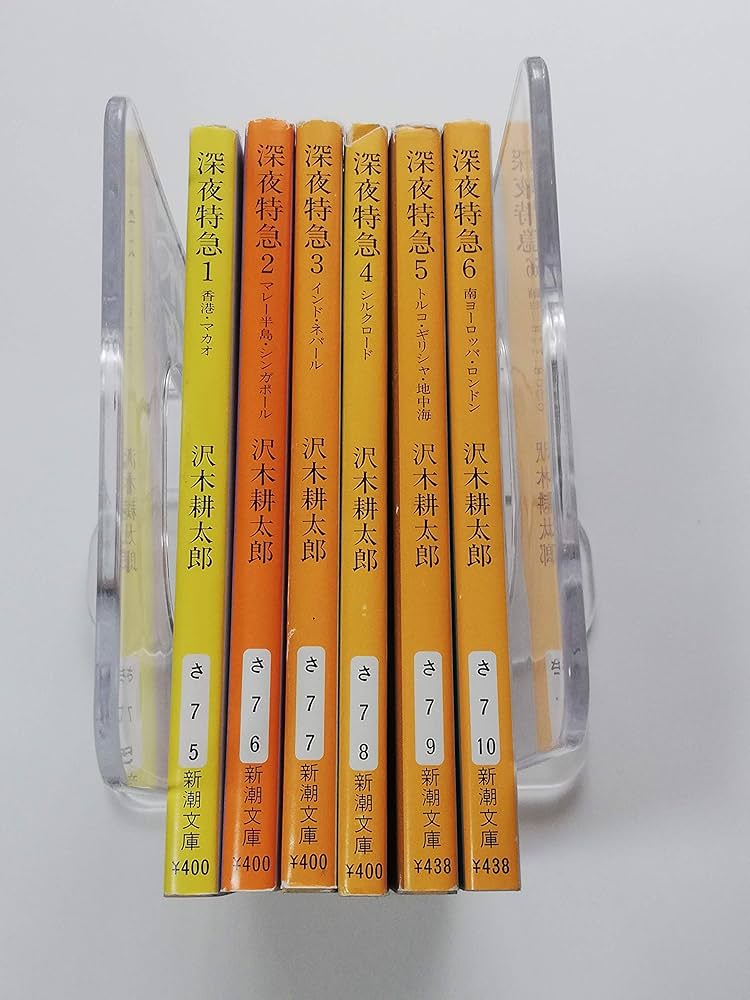 深夜特急1 香港・マカオ
沢木耕太郎
さ
7
5
新潮文庫
¥400
深夜特急2 マレー半島・シンガポール
沢木耕太郎
さ
7
6
新潮文庫
¥400
深夜特急3 インド・ネパール
沢木耕太郎
さ
7
7
新潮文庫
¥400
深夜特急4 シルクロード
沢木耕太郎
さ
7
8
新潮文庫
¥400
深夜特急5 トルコ・ギリシャ・地中海
沢木耕太郎
さ
7
9
新潮文庫
¥438
深夜特急6 南ヨーロッパ・ロンドン
沢木耕太郎
さ
7
10
新潮文庫
¥438